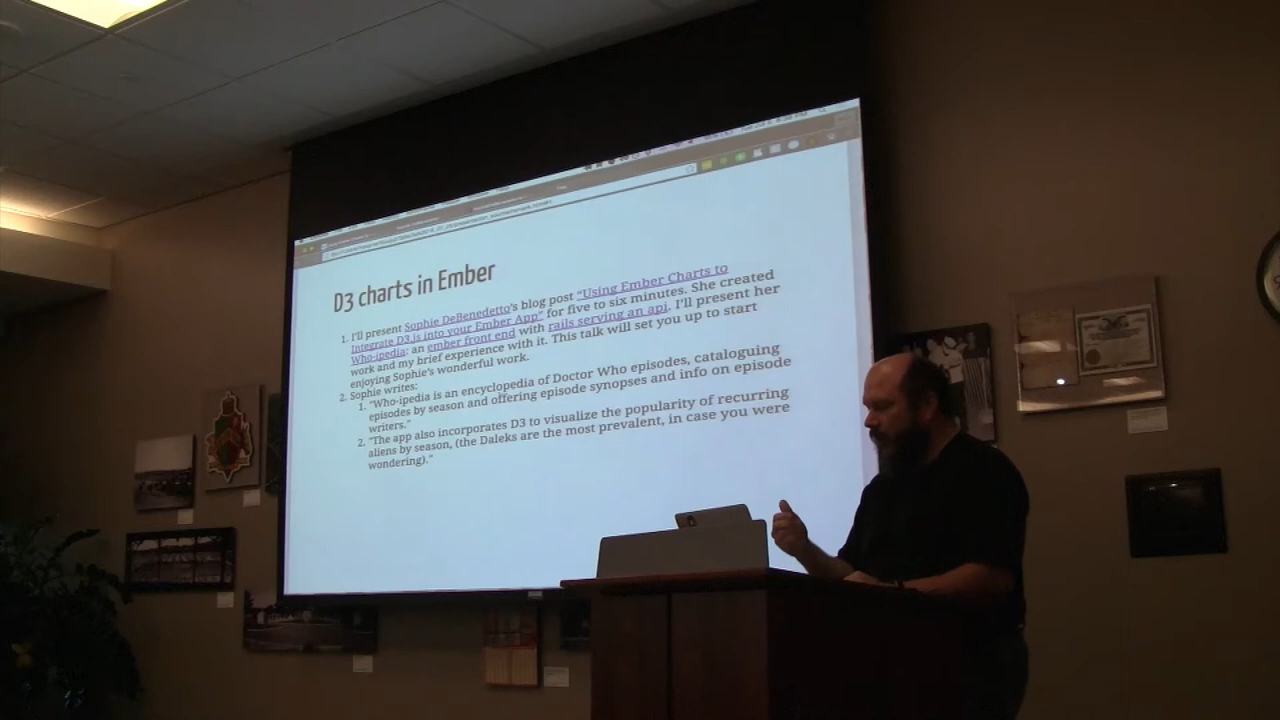 D3 charts in Ember
1. I'll present Sophie DeBenedetto's blog post "Using Ember Charts to
Integrate D3.js into your Ember App" for five to six minutes. She created
Who-ipedia: an ember front end with rails serving an api. I'll present her
work and my brief experience with it. This talk will set you up to start
enjoying Sophie's wonderful work.
2. Sophie writes:
1. "Who-ipedia is an encyclopedia of Doctor Who episodes, cataloguing
episodes by season and offering episode synopses and info on episode
writers."
2. "The app also incorporates D3 to visualize the popularity of recurring
aliens by season, (the Daleks are the most prevalent, in case you were
wondering)."